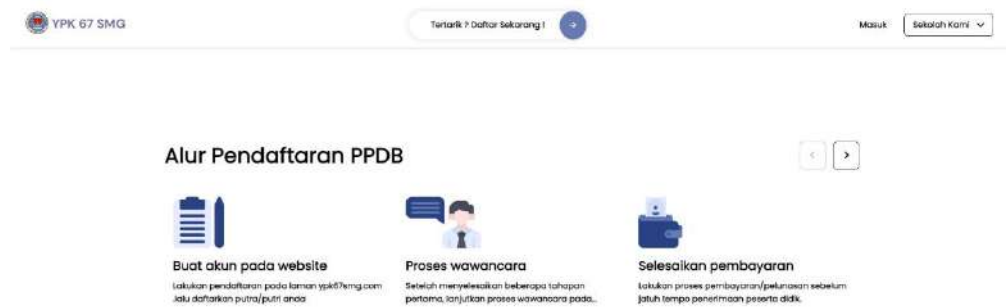 YPK 67 SMG
Tertarik ? Daftar Sekarang !
Masuk
Sekolah Kami
Alur Pendaftaran PPDB
Buat akun pada website
Lakukan pendaftaran pada laman ypk67smg.com
.lalu daftarkan putra/putri anda
Proses wawancara
Setelah menyelesaikan beberapa tahapan
pertama, lanjutkan proses wawancara pada...
Selesaikan pembayaran
Lakukan proses pembayaran/pelunasan sebelum
jatuh tempo penerimaan peserta didik.